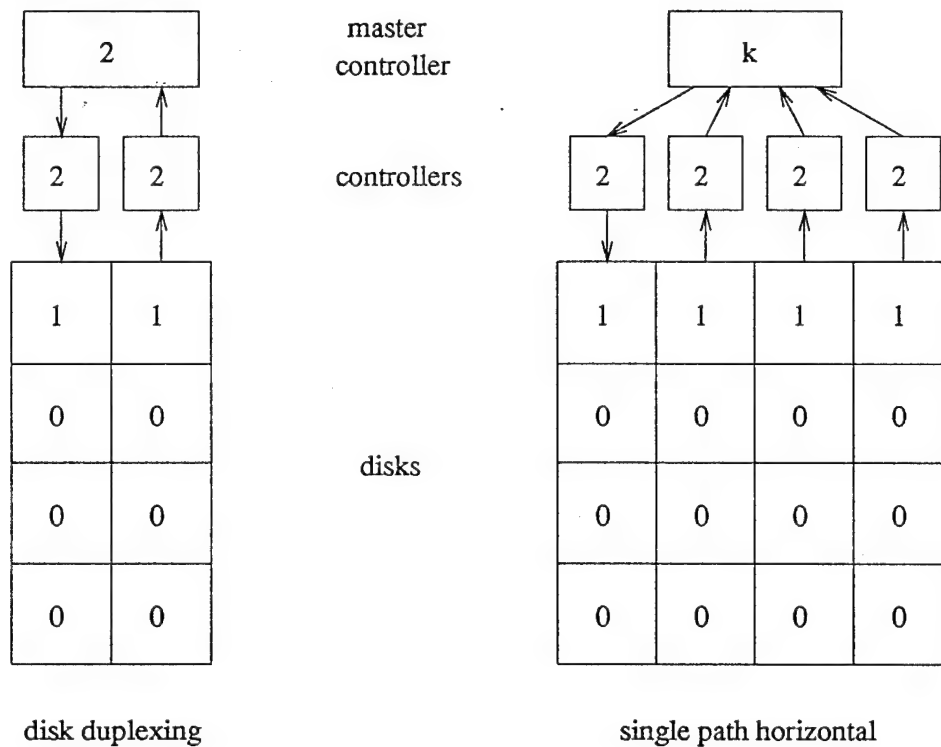 2 master controller k
2 2 controllers 2 2 2 2
1 1 1 1 1 1
0 0 0 0 0 0
disks
0 0 0 0 0 0
0 0 0 0 0 0
disk duplexing single path horizontal